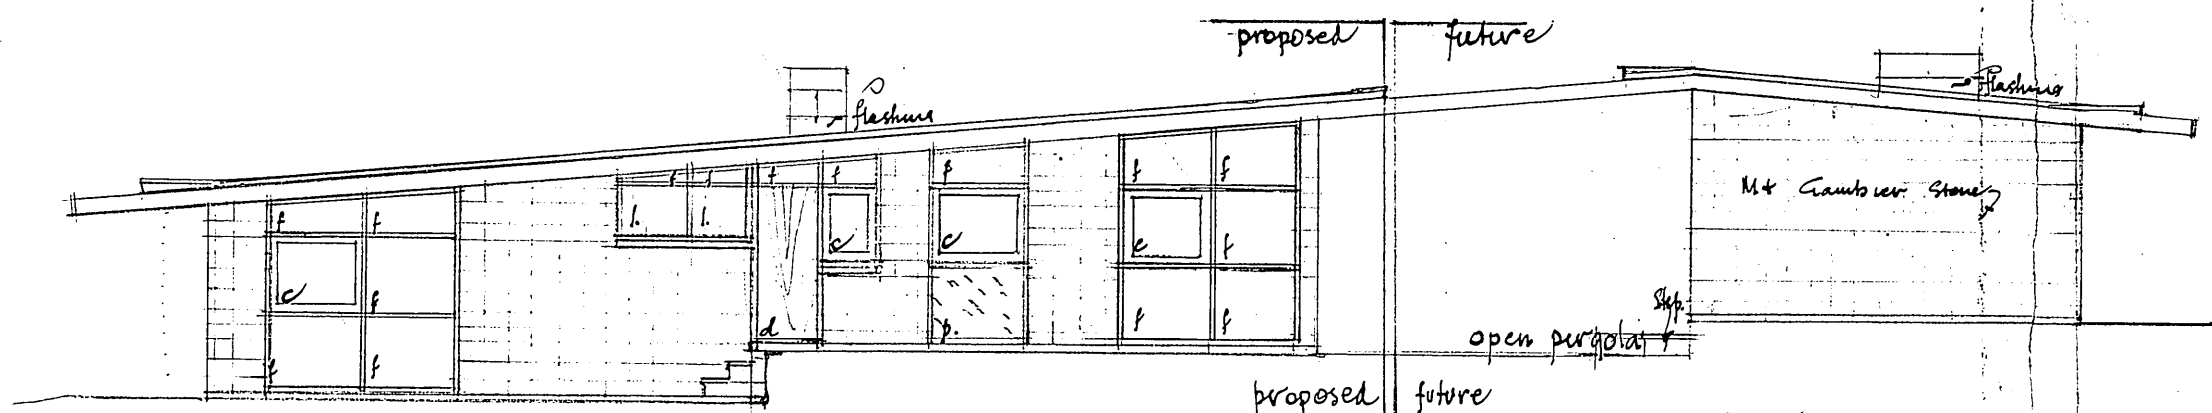 proposed future
flashing
flashing
f f f f f f p f f
l. l. c c c f
Mt Gambier Stone
c f
Step.
d p. f f
open pergola
f f
proposed future